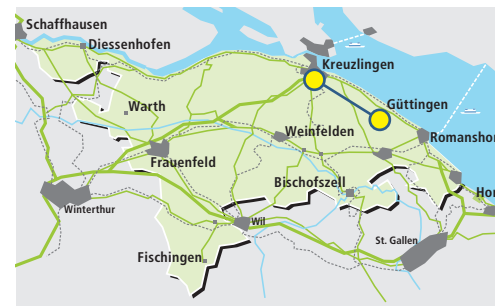 Schaffhausen
Diessenhofen
Kreuzlingen
Güttingen
Warth
Weinfelden
Romanshor
Frauenfeld
Bischofszell
Winterthur
Wil
Hor
St. Gallen
Fischingen